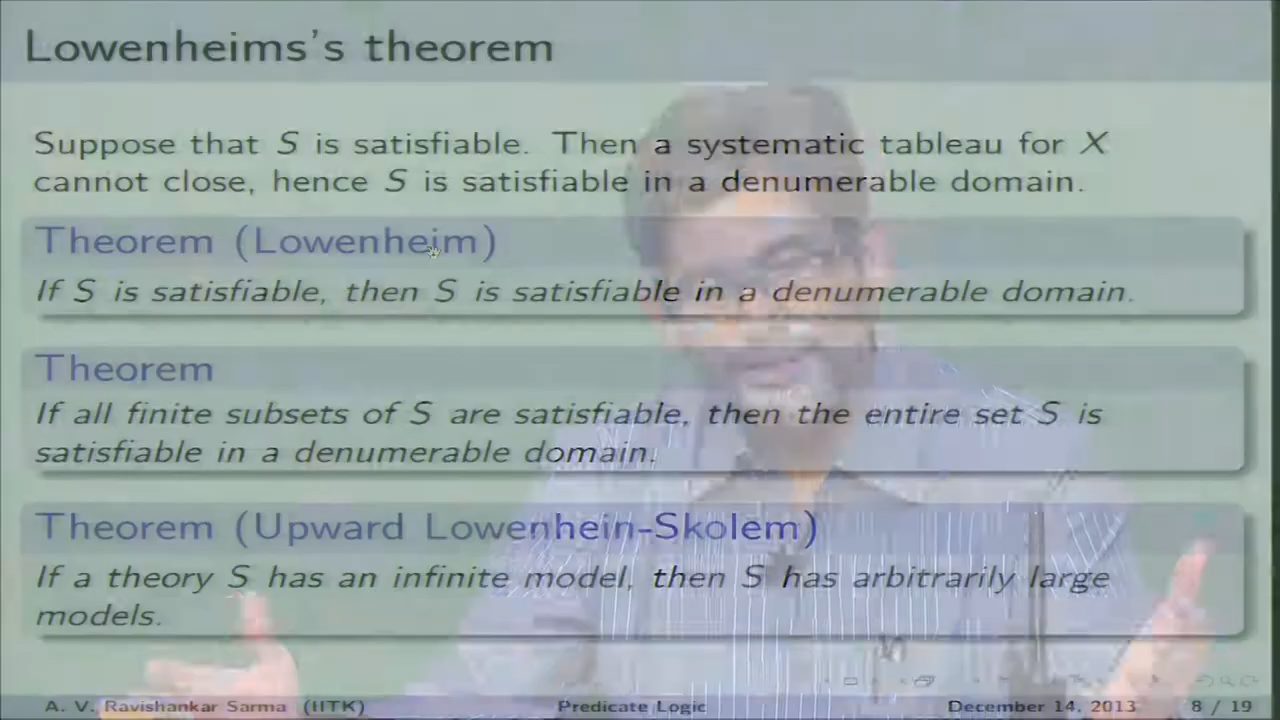 Lowenheims's theorem
Suppose that S is satisfiable. Then a systematic tableau for X
cannot close, hence S is satisfiable in a denumerable domain.
Theorem (Lowenheim)
If S is satisfiable, then S is satisfiable in a denumerable domain.
Theorem
If all finite subsets of S are satisfiable, then the entire set S is
satisfiable in a denumerable domain.
Theorem (Upward Lowenhein-Skolem)
If a theory S has an infinite model, then S has arbitrarily large
models.
A. V. Ravishankar Sarma (IITK) Predicate Logic December 14, 2013 8 / 19